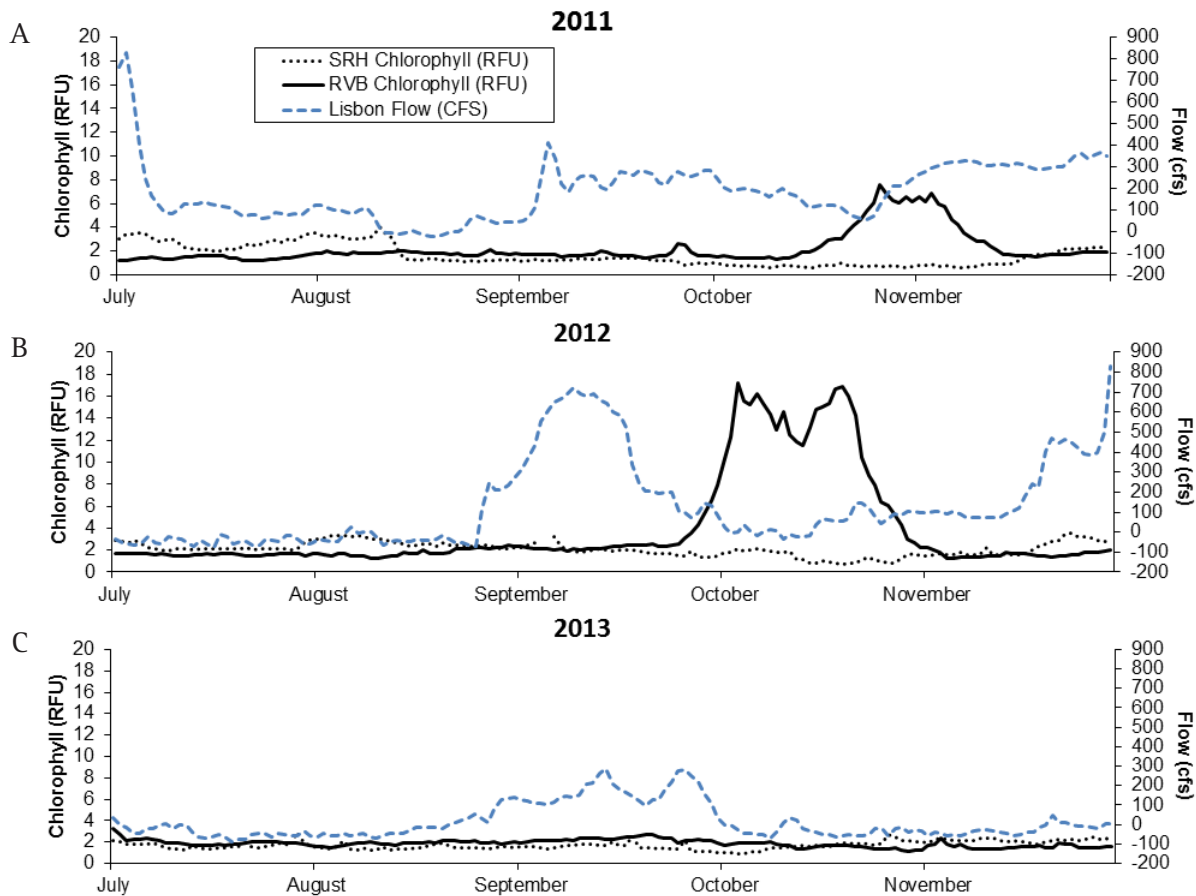 A
2011
SRH Chlorophyll (RFU)
RVB Chlorophyll (RFU)
Lisbon Flow (CFS)
Chlorophyll (RFU)
20
18
16
14
12
10
8
6
4
2
0
900
800
700
600
500
400
300
200
100
0
-100
-200
Flow (cfs)
July
August
September
October
November
B
2012
Chlorophyll (RFU)
20
18
16
14
12
10
8
6
4
2
0
900
800
700
600
500
400
300
200
100
0
-100
-200
Flow (cfs)
July
August
September
October
November
C
2013
Chlorophyll (RFU)
20
18
16
14
12
10
8
6
4
2
0
900
800
700
600
500
400
300
200
100
0
-100
-200
Flow (cfs)
July
August
September
October
November